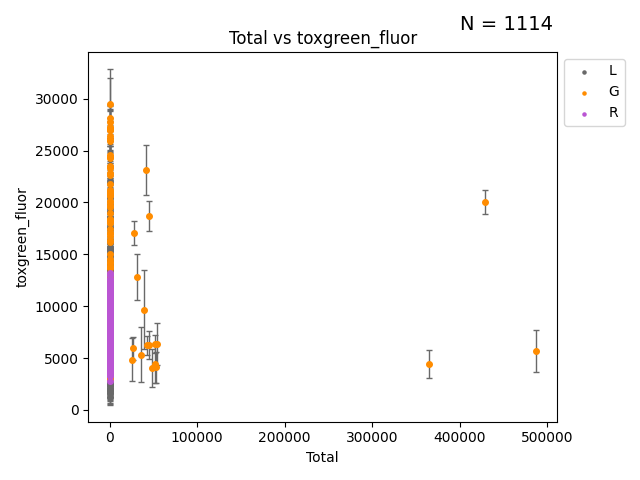 N = 1114
Total vs toxgreen_fluor
L
G
R
30000
25000
20000
15000
10000
5000
0
toxgreen_fluor
0 100000 200000 300000 400000 500000
Total